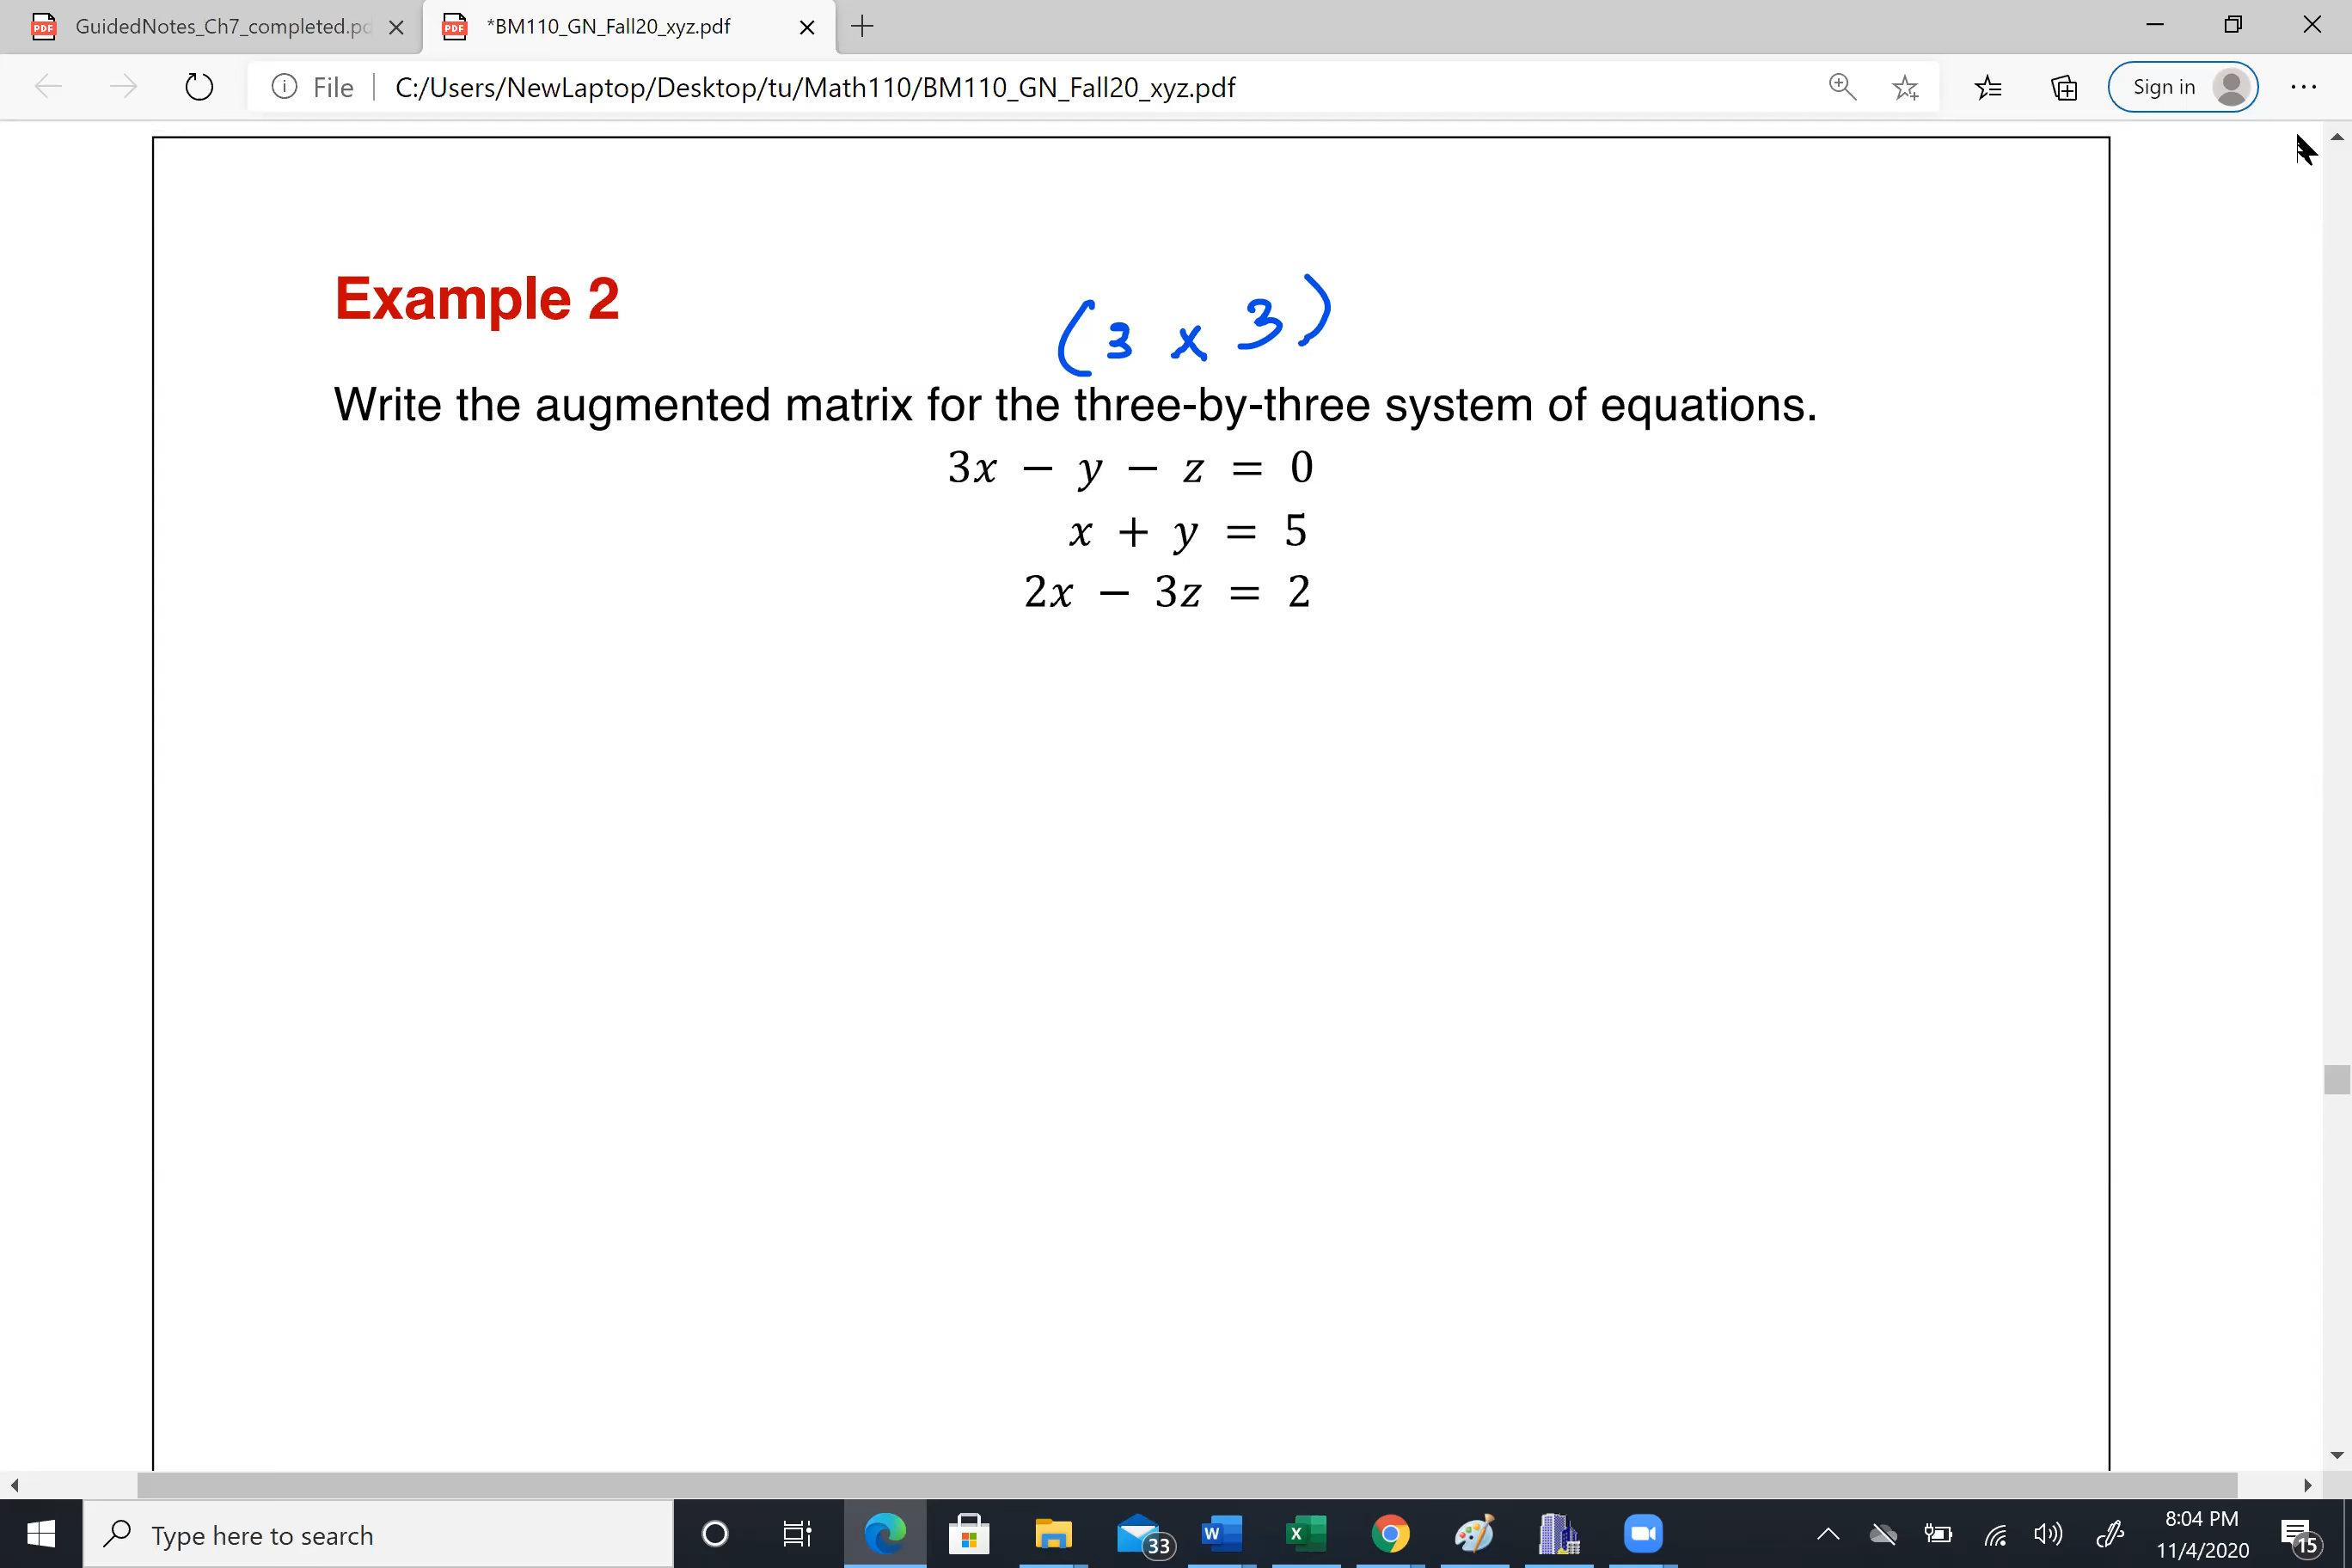 GuidedNotes_Ch7_completed.pd
*BM110_GN_Fall20_xyz.pdf
File
C:/Users/NewLaptop/Desktop/tu/Math110/BM110_GN_Fall20_xyz.pdf
Sign in
Example 2
(3 x 3)
Write the augmented matrix for the three-by-three system of equations.
3x − y − z = 0
x + y = 5
2x − 3z = 2
Type here to search
33
8:04 PM
11/4/2020
15